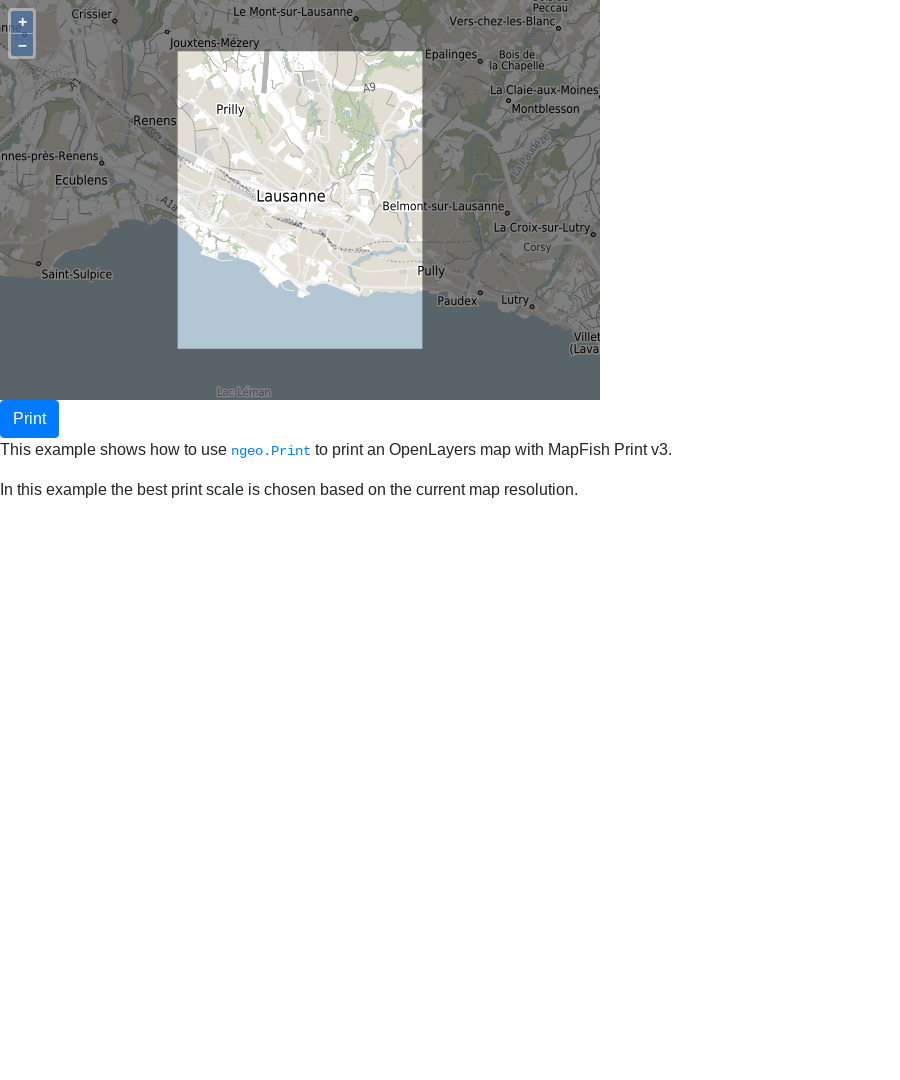 +
−
Le Mont-sur-Lausanne
Peccau
Crissier
Vers-chez-les-Blanc
Jouxtens-Mézery
Épalinges
Bois de
la Chapelle
A9
La Claie-aux-Moines
Prilly
Montblesson
Renens
La Paudèze
nnes-près-Renens
Ecublens
Lausanne
A1a
Belmont-sur-Lausanne
La Croix-sur-Lutry
Corsy
Saint-Sulpice
Pully
Paudex
Lutry
Villet
(Lava
Lac Léman
Print
This example shows how to use ngeo.Print to print an OpenLayers map with MapFish Print v3.
In this example the best print scale is chosen based on the current map resolution.